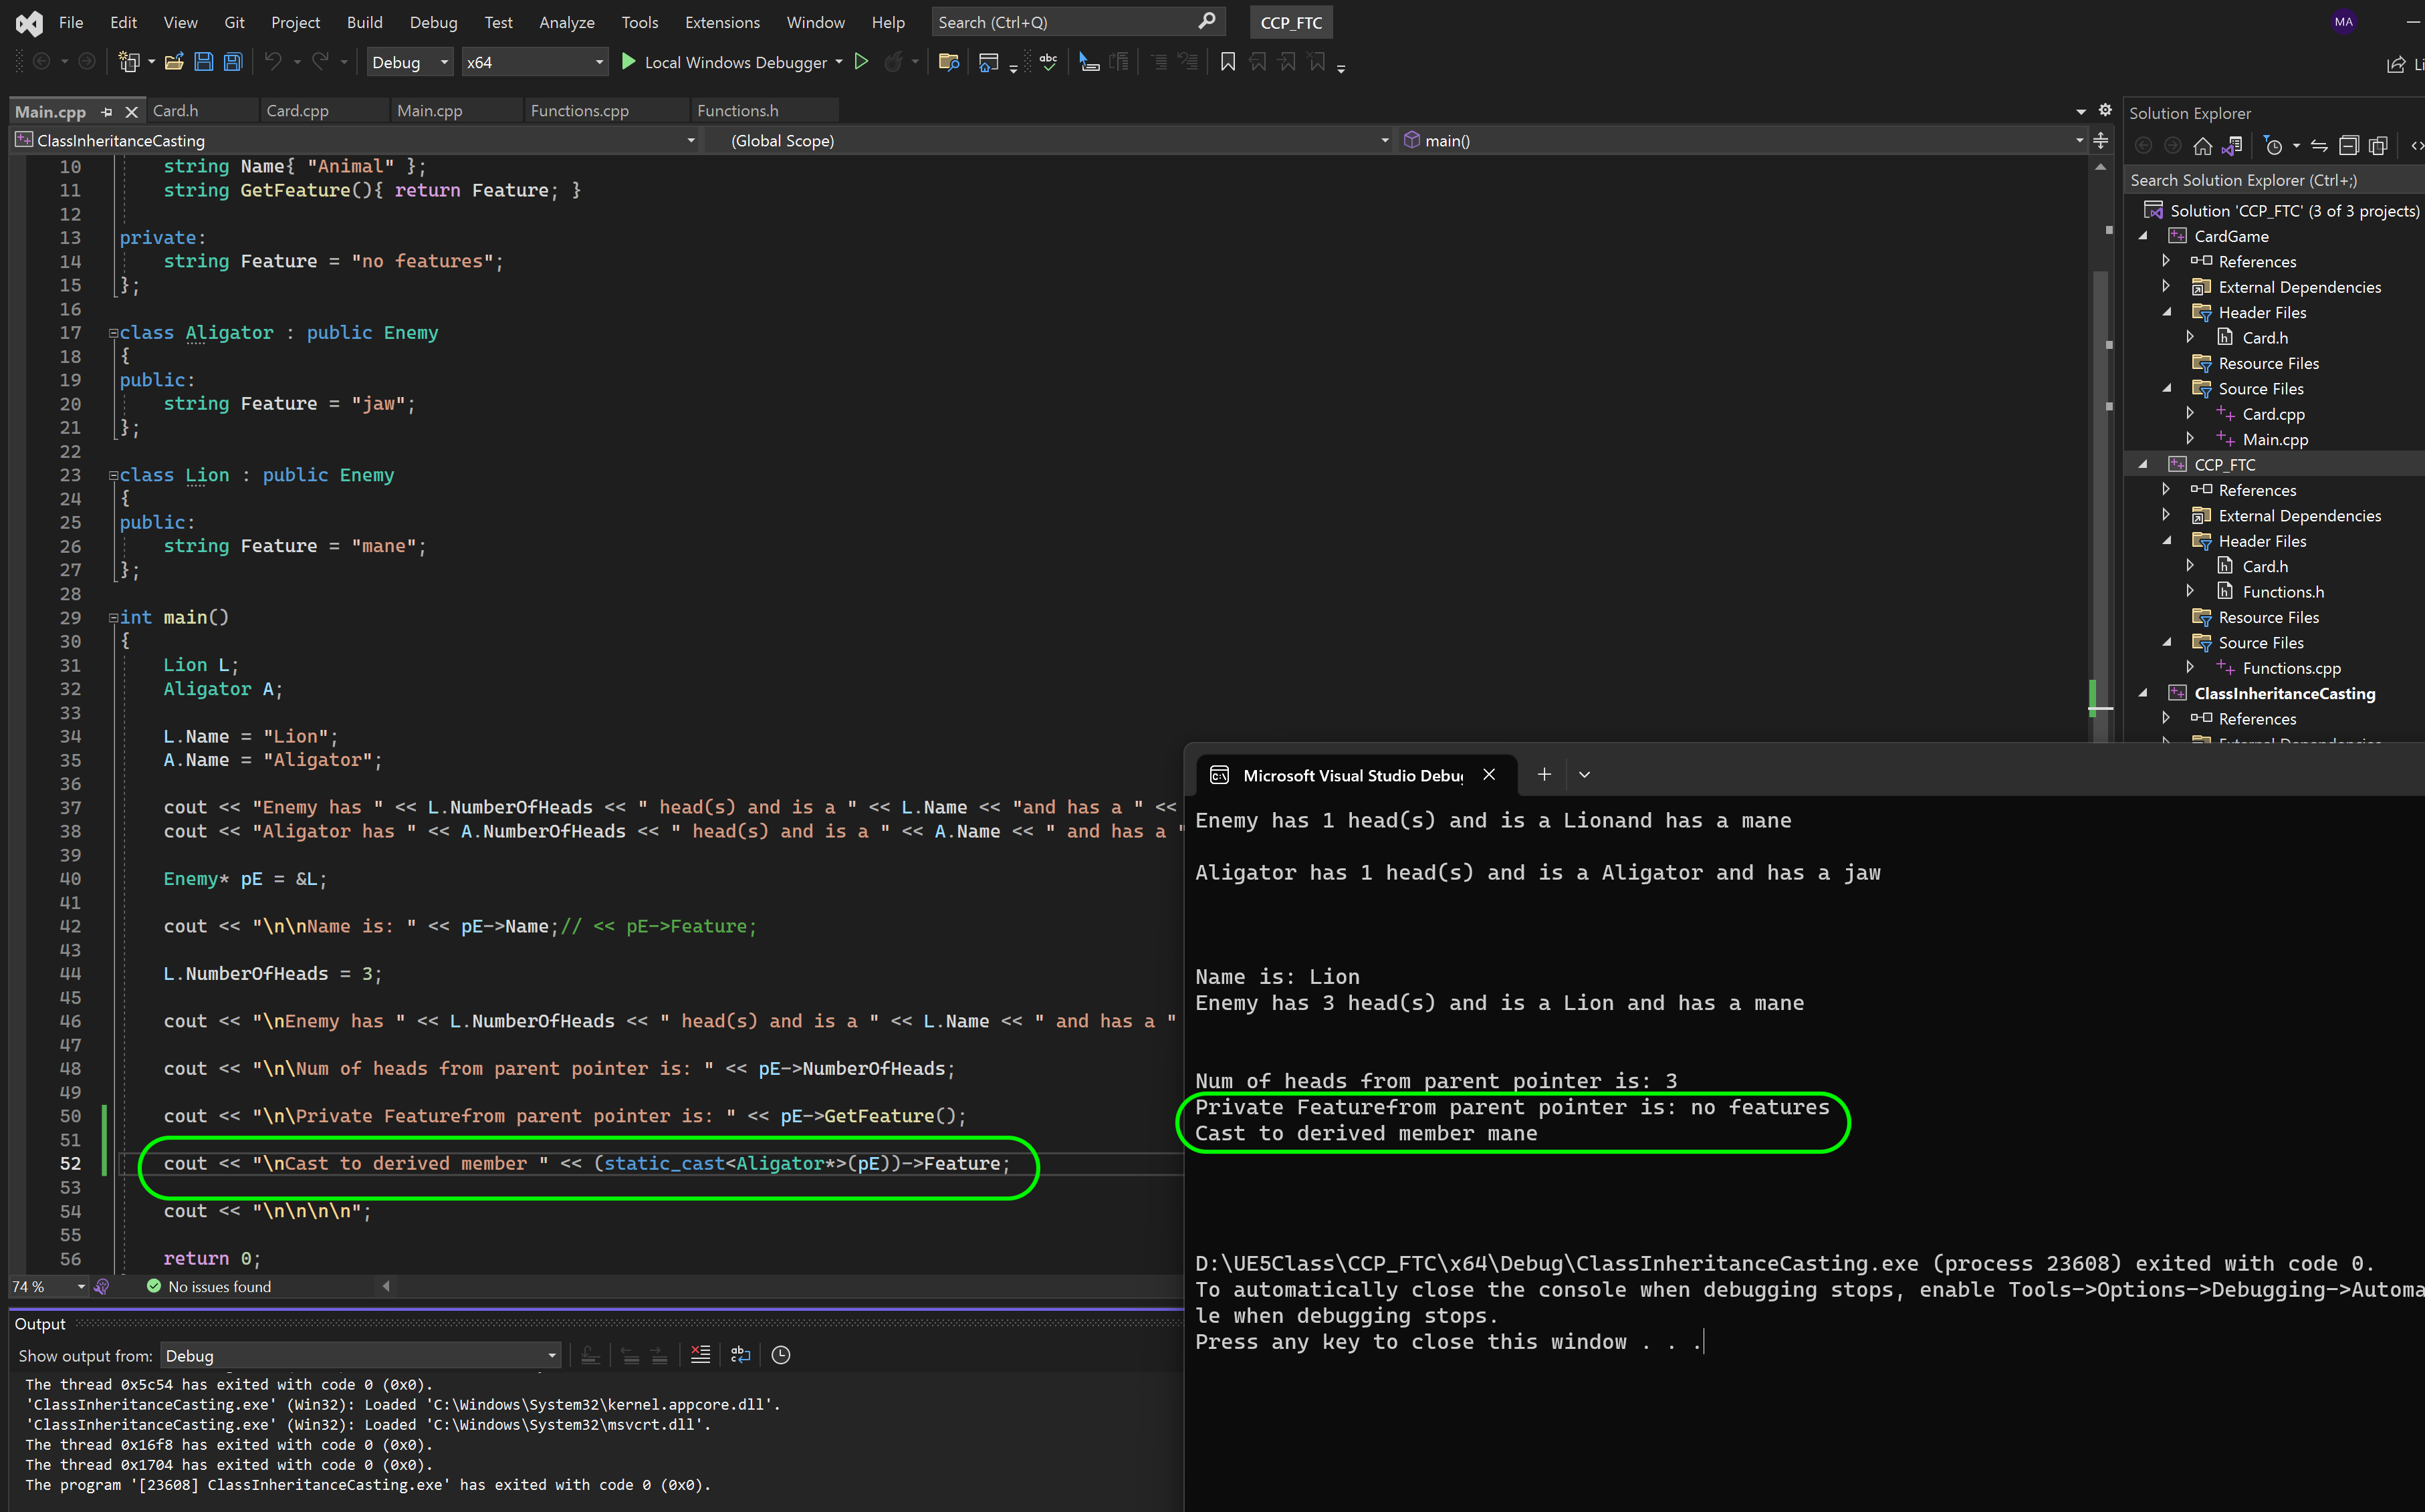 File Edit View Git Project Build Debug Test Analyze Tools Extensions Window Help Search (Ctrl+Q) CCP_FTC MA
Debug x64 Local Windows Debugger
Main.cpp Card.h Card.cpp Main.cpp Functions.cpp Functions.h
ClassInheritanceCasting (Global Scope) main()
10 string Name{ "Animal" };
11 string GetFeature(){ return Feature; }
12
13 private:
14 string Feature = "no features";
15 };
16
17 class Aligator : public Enemy
18 {
19 public:
20 string Feature = "jaw";
21 };
22
23 class Lion : public Enemy
24 {
25 public:
26 string Feature = "mane";
27 };
28
29 int main()
30 {
31 Lion L;
32 Aligator A;
33
34 L.Name = "Lion";
35 A.Name = "Aligator";
36
37 cout << "Enemy has " << L.NumberOfHeads << " head(s) and is a " << L.Name << "and has a " <<
38 cout << "Aligator has " << A.NumberOfHeads << " head(s) and is a " << A.Name << " and has a "
39
40 Enemy* pE = &L;
41
42 cout << "\n\nName is: " << pE->Name;// << pE->Feature;
43
44 L.NumberOfHeads = 3;
45
46 cout << "\nEnemy has " << L.NumberOfHeads << " head(s) and is a " << L.Name << " and has a "
47
48 cout << "\n\Num of heads from parent pointer is: " << pE->NumberOfHeads;
49
50 cout << "\n\Private Featurefrom parent pointer is: " << pE->GetFeature();
51
52 cout << "\nCast to derived member " << (static_cast<Aligator*>(pE))->Feature;
53
54 cout << "\n\n\n\n";
55
56 return 0;
74 % No issues found
Output
Show output from: Debug
The thread 0x5c54 has exited with code 0 (0x0).
'ClassInheritanceCasting.exe' (Win32): Loaded 'C:\Windows\System32\kernel.appcore.dll'.
'ClassInheritanceCasting.exe' (Win32): Loaded 'C:\Windows\System32\msvcrt.dll'.
The thread 0x16f8 has exited with code 0 (0x0).
The thread 0x1704 has exited with code 0 (0x0).
The program '[23608] ClassInheritanceCasting.exe' has exited with code 0 (0x0).
Solution Explorer
Search Solution Explorer (Ctrl+;)
Solution 'CCP_FTC' (3 of 3 projects)
CardGame
References
External Dependencies
Header Files
Card.h
Resource Files
Source Files
Card.cpp
Main.cpp
CCP_FTC
References
External Dependencies
Header Files
Card.h
Functions.h
Resource Files
Source Files
Functions.cpp
ClassInheritanceCasting
References
External Dependencies
Microsoft Visual Studio Debug
Enemy has 1 head(s) and is a Lionand has a mane
Aligator has 1 head(s) and is a Aligator and has a jaw
Name is: Lion
Enemy has 3 head(s) and is a Lion and has a mane
Num of heads from parent pointer is: 3
Private Featurefrom parent pointer is: no features
Cast to derived member mane
D:\UE5Class\CCP_FTC\x64\Debug\ClassInheritanceCasting.exe (process 23608) exited with code 0.
To automatically close the console when debugging stops, enable Tools->Options->Debugging->Automa
le when debugging stops.
Press any key to close this window . . .